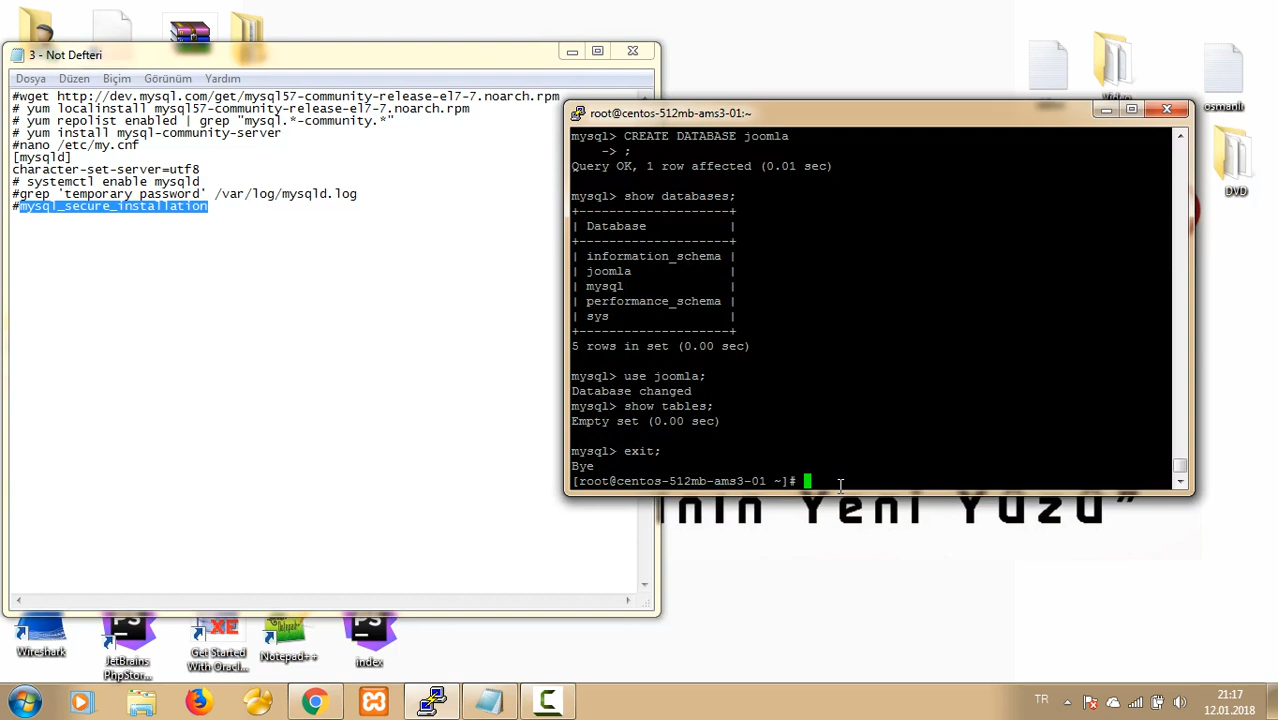 3 - Not Defteri
Dosya Düzen Biçim Görünüm Yardım
#wget http://dev.mysql.com/get/mysql57-community-release-el7-7.noarch.rpm
# yum localinstall mysql57-community-release-el7-7.noarch.rpm
# yum repolist enabled | grep "mysql.*-community.*"
# yum install mysql-community-server
#nano /etc/my.cnf
[mysqld]
character-set-server=utf8
# systemctl enable mysqld
#grep 'temporary password' /var/log/mysqld.log
#mysql_secure_installation
root@centos-512mb-ams3-01:~
mysql> CREATE DATABASE joomla
-> ;
Query OK, 1 row affected (0.01 sec)
mysql> show databases;
+--------------------+
| Database |
+--------------------+
| information_schema |
| joomla |
| mysql |
| performance_schema |
| sys |
+--------------------+
5 rows in set (0.00 sec)
mysql> use joomla;
Database changed
mysql> show tables;
Empty set (0.00 sec)
mysql> exit;
Bye
[root@centos-512mb-ams3-01 ~]#
osmanlı
DVD
inin Yeni Yüzü"
Wireshark
JetBrains
PhpStor...
Get Started
With Oracl...
Notepad++
index
TR
21:17
12.01.2018